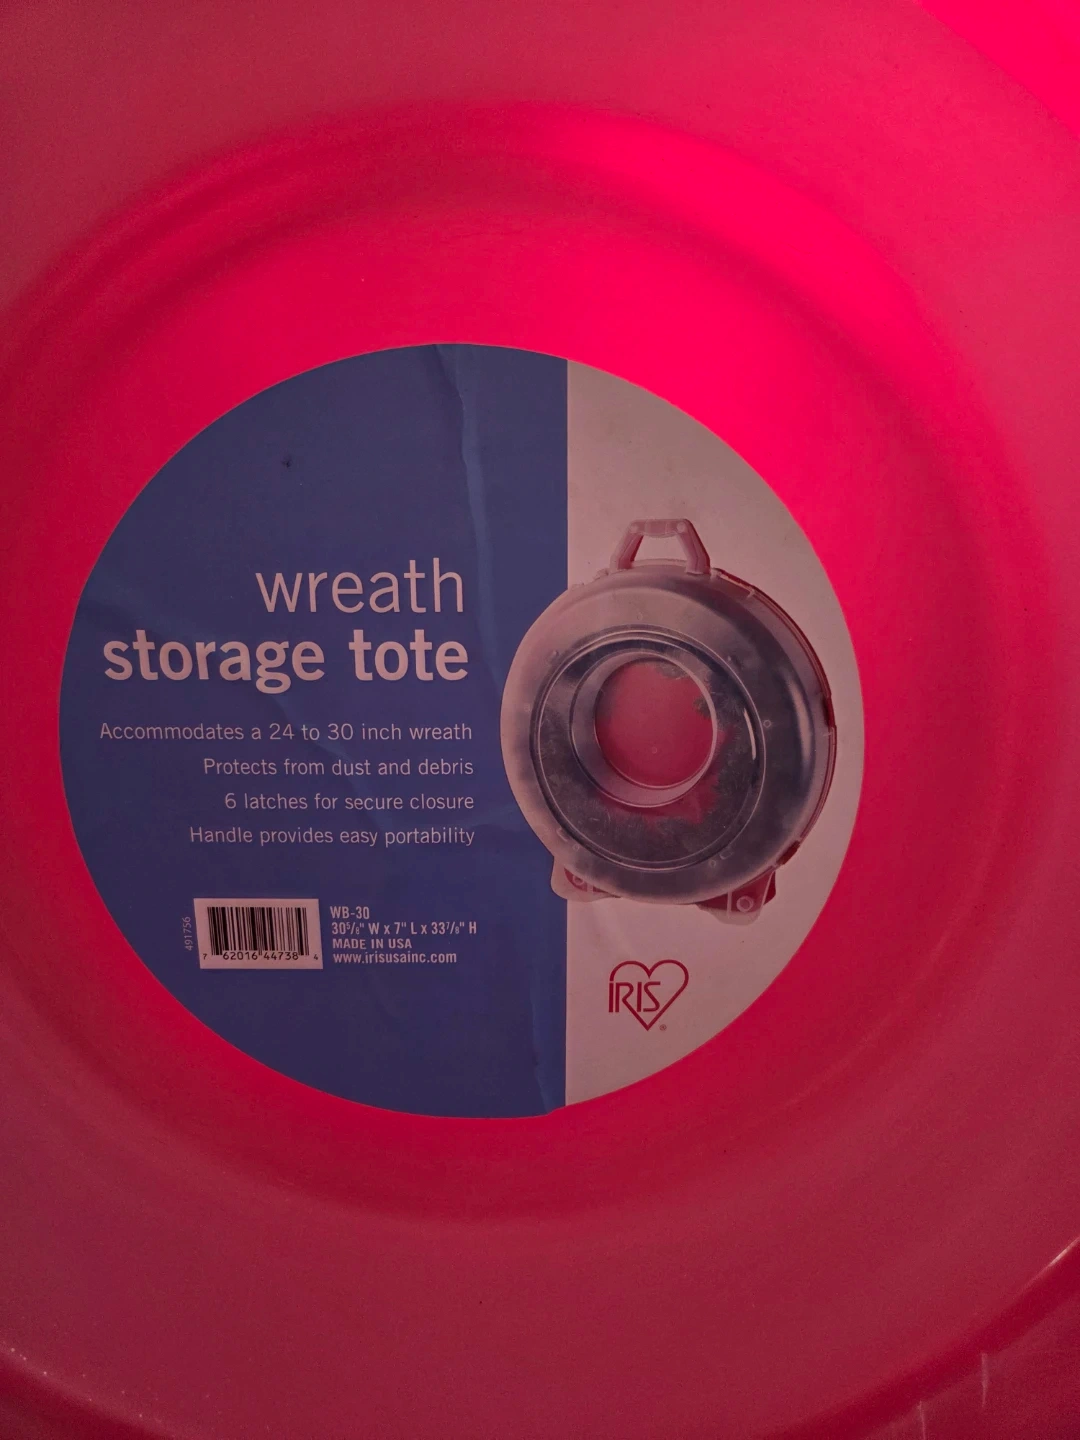 wreath
storage tote
Accommodates a 24 to 30 inch wreath
Protects from dust and debris
6 latches for secure closure
Handle provides easy portability
491756
7 62016 44738 4
WB-30
30⁵/₈" W x 7" L x 33⁷/₈" H
MADE IN USA
www.irisusainc.com
IRIS®